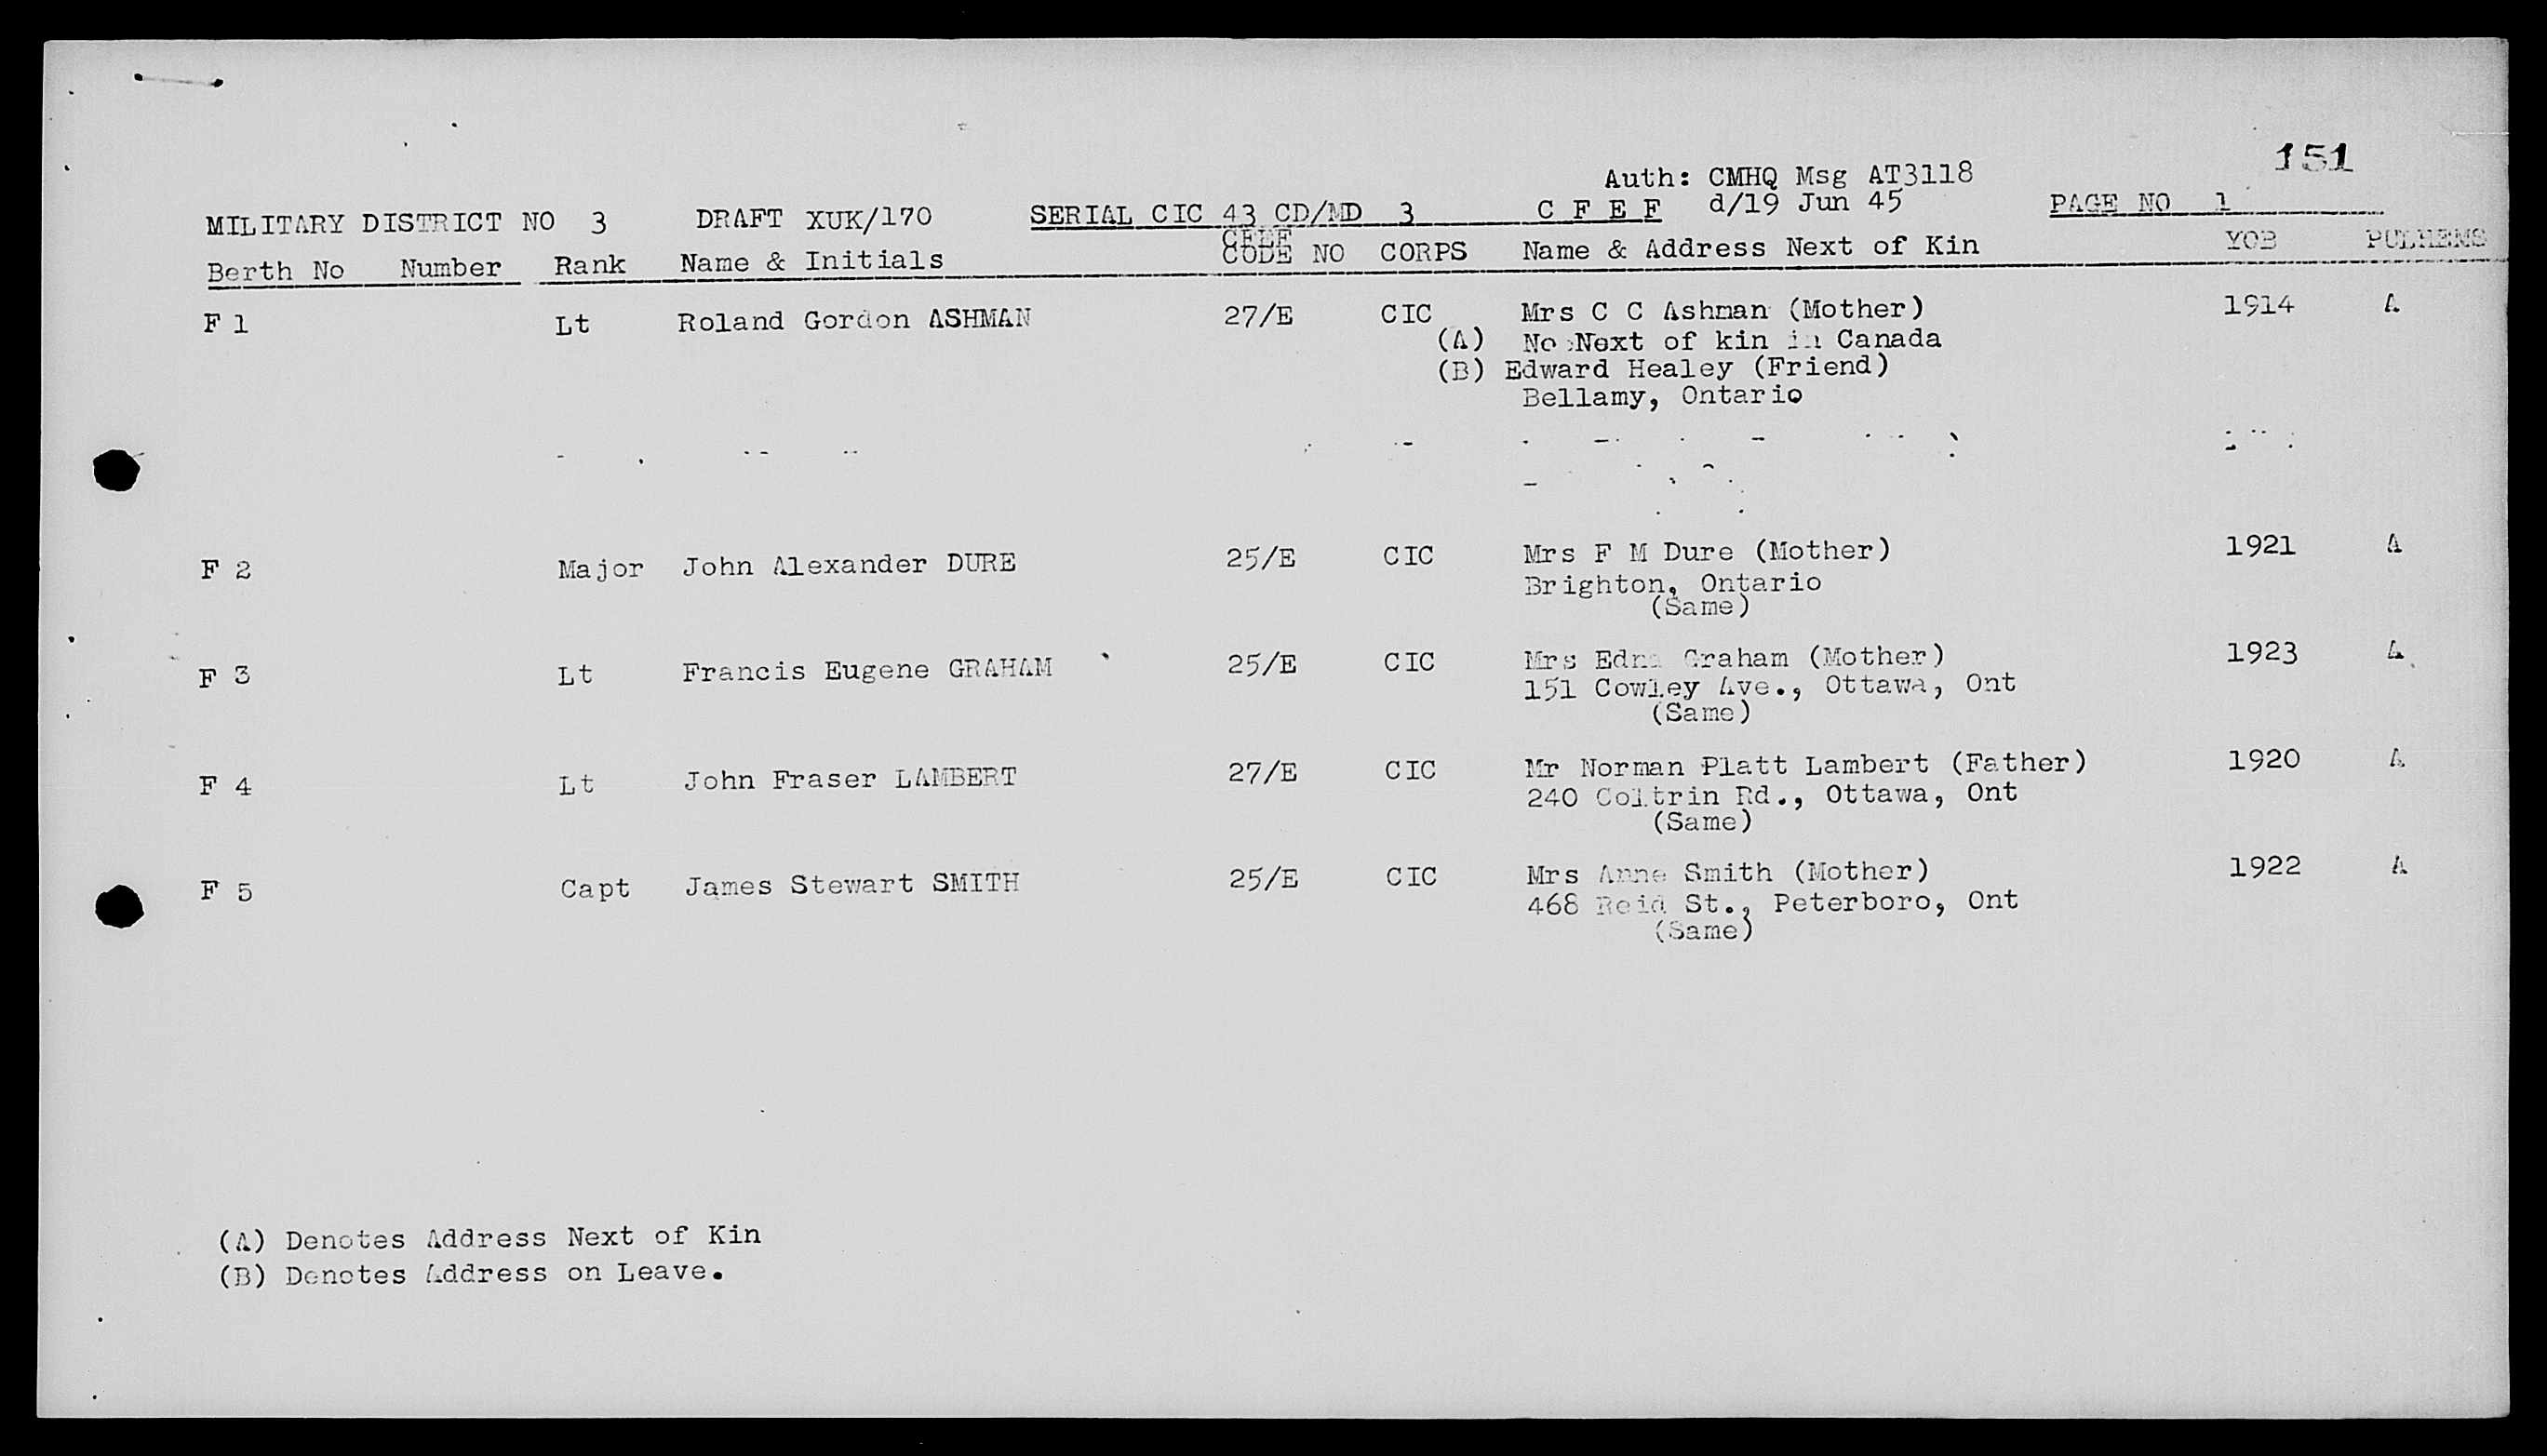 151
Auth: CMHQ Msg AT3118
MILITARY DISTRICT NO 3 DRAFT XUK/170 SERIAL CIC 43 CD/MD 3 C F E F d/19 Jun 45 PAGE NO 1
Berth No Number Rank Name & Initials CODE NO CORPS Name & Address Next of Kin YOB PULHEMS
F 1 Lt Roland Gordon ASHMAN 27/E CIC Mrs C C Ashman (Mother) 1914 A
(A) No Next of kin in Canada
(B) Edward Healey (Friend)
Bellamy, Ontario
F 2 Major John Alexander DURE 25/E CIC Mrs F M Dure (Mother) 1921 A
Brighton, Ontario
(Same)
F 3 Lt Francis Eugene GRAHAM 25/E CIC Mrs Edna Graham (Mother) 1923 A
151 Cowley Ave., Ottawa, Ont
(Same)
F 4 Lt John Fraser LAMBERT 27/E CIC Mr Norman Platt Lambert (Father) 1920 A
240 Coltrin Rd., Ottawa, Ont
(Same)
F 5 Capt James Stewart SMITH 25/E CIC Mrs Anne Smith (Mother) 1922 A
468 Reid St., Peterboro, Ont
(Same)
(A) Denotes Address Next of Kin
(B) Denotes Address on Leave.